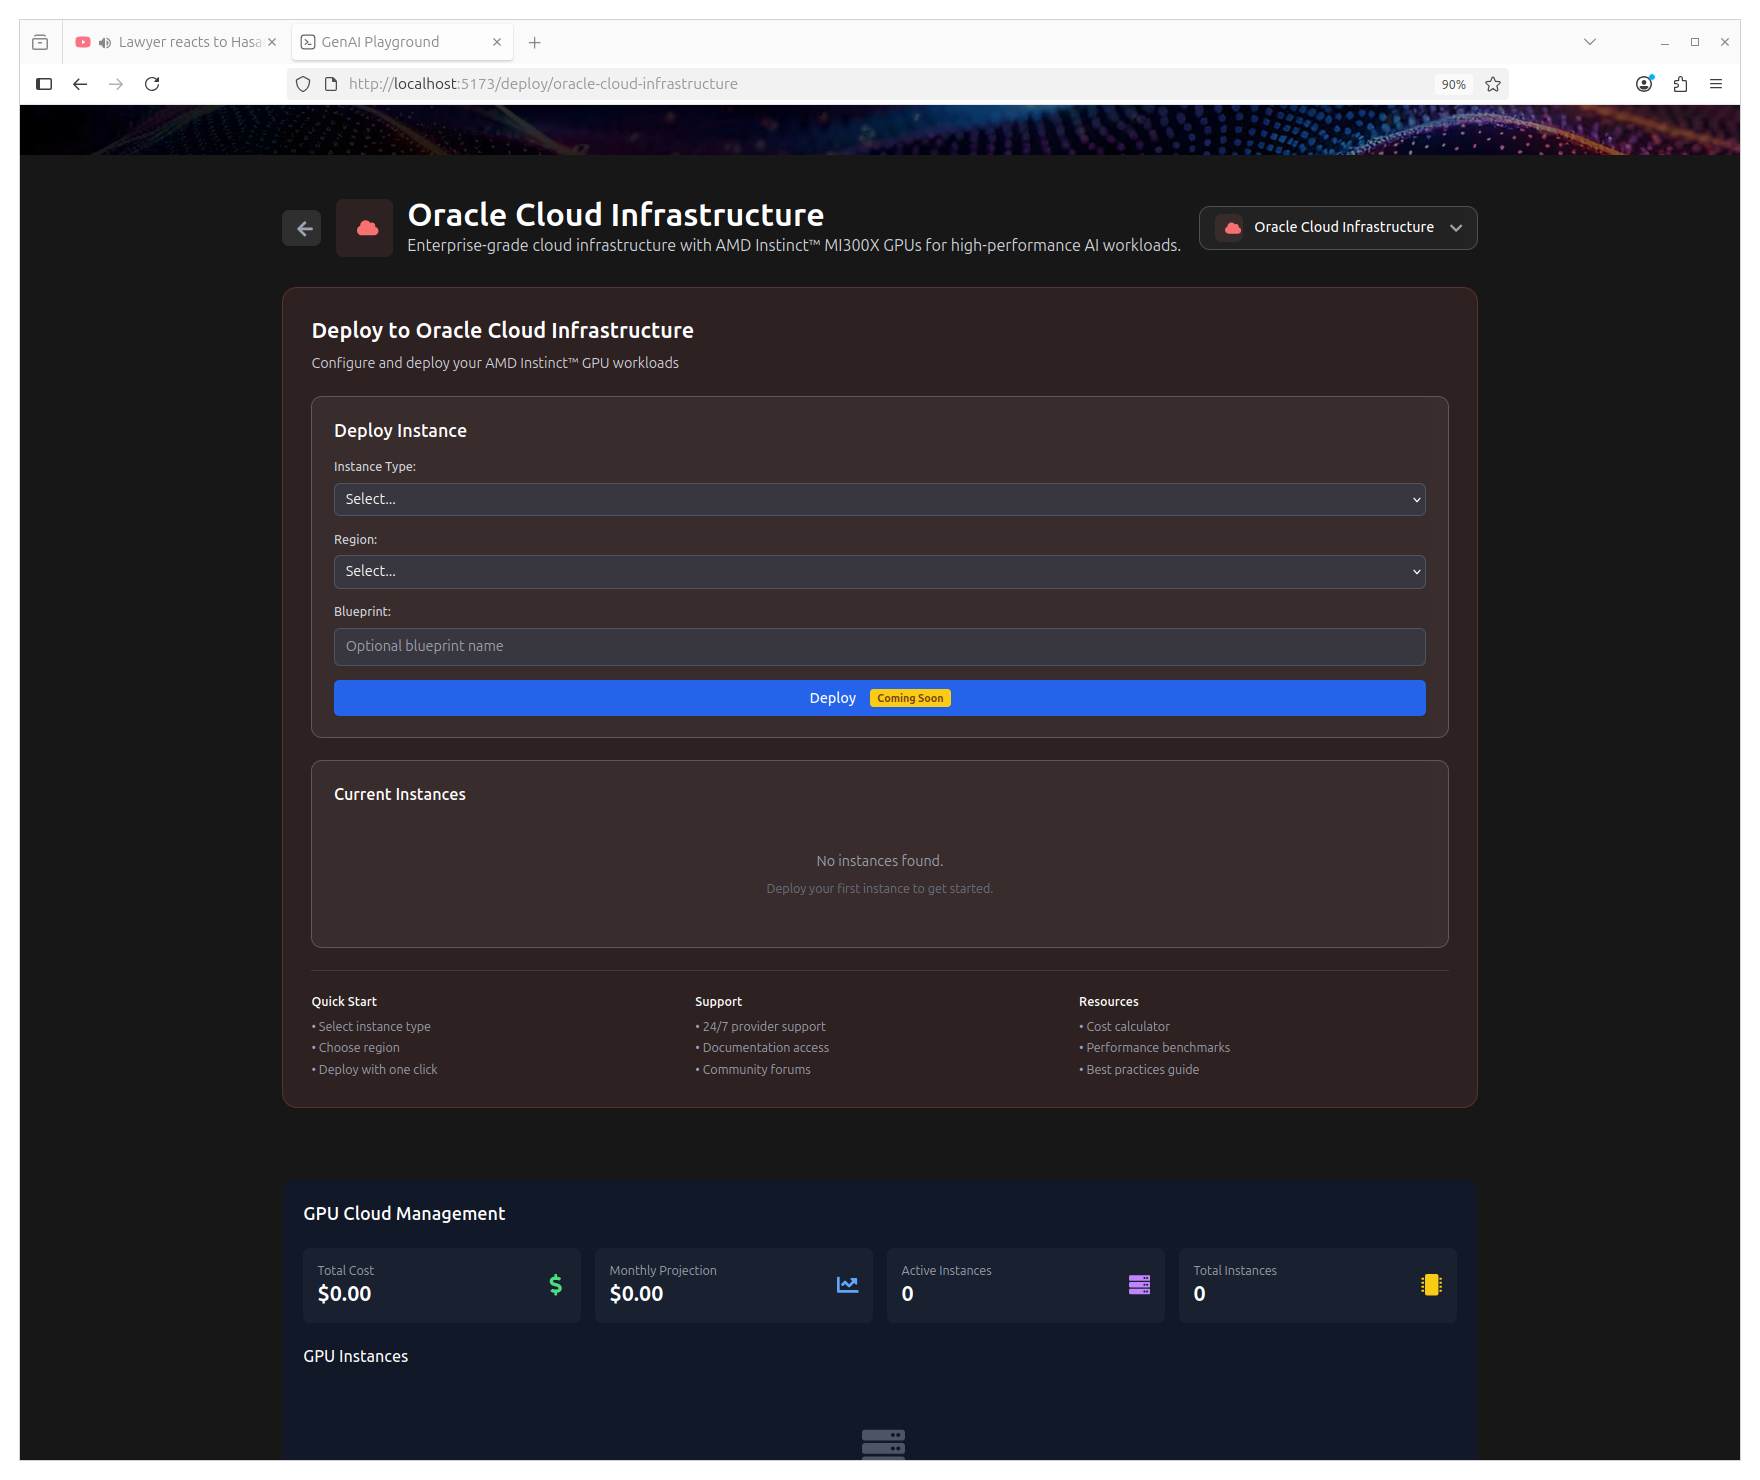 Lawyer reacts to Hasa
GenAI Playground
http://localhost:5173/deploy/oracle-cloud-infrastructure
90%
Oracle Cloud Infrastructure
Enterprise-grade cloud infrastructure with AMD Instinct™ MI300X GPUs for high-performance AI workloads.
Oracle Cloud Infrastructure
Deploy to Oracle Cloud Infrastructure
Configure and deploy your AMD Instinct™ GPU workloads
Deploy Instance
Instance Type:
Select...
Region:
Select...
Blueprint:
Optional blueprint name
Deploy Coming Soon
Current Instances
No instances found.
Deploy your first instance to get started.
Quick Start
• Select instance type
• Choose region
• Deploy with one click
Support
• 24/7 provider support
• Documentation access
• Community forums
Resources
• Cost calculator
• Performance benchmarks
• Best practices guide
GPU Cloud Management
Total Cost
$0.00
Monthly Projection
$0.00
Active Instances
0
Total Instances
0
GPU Instances